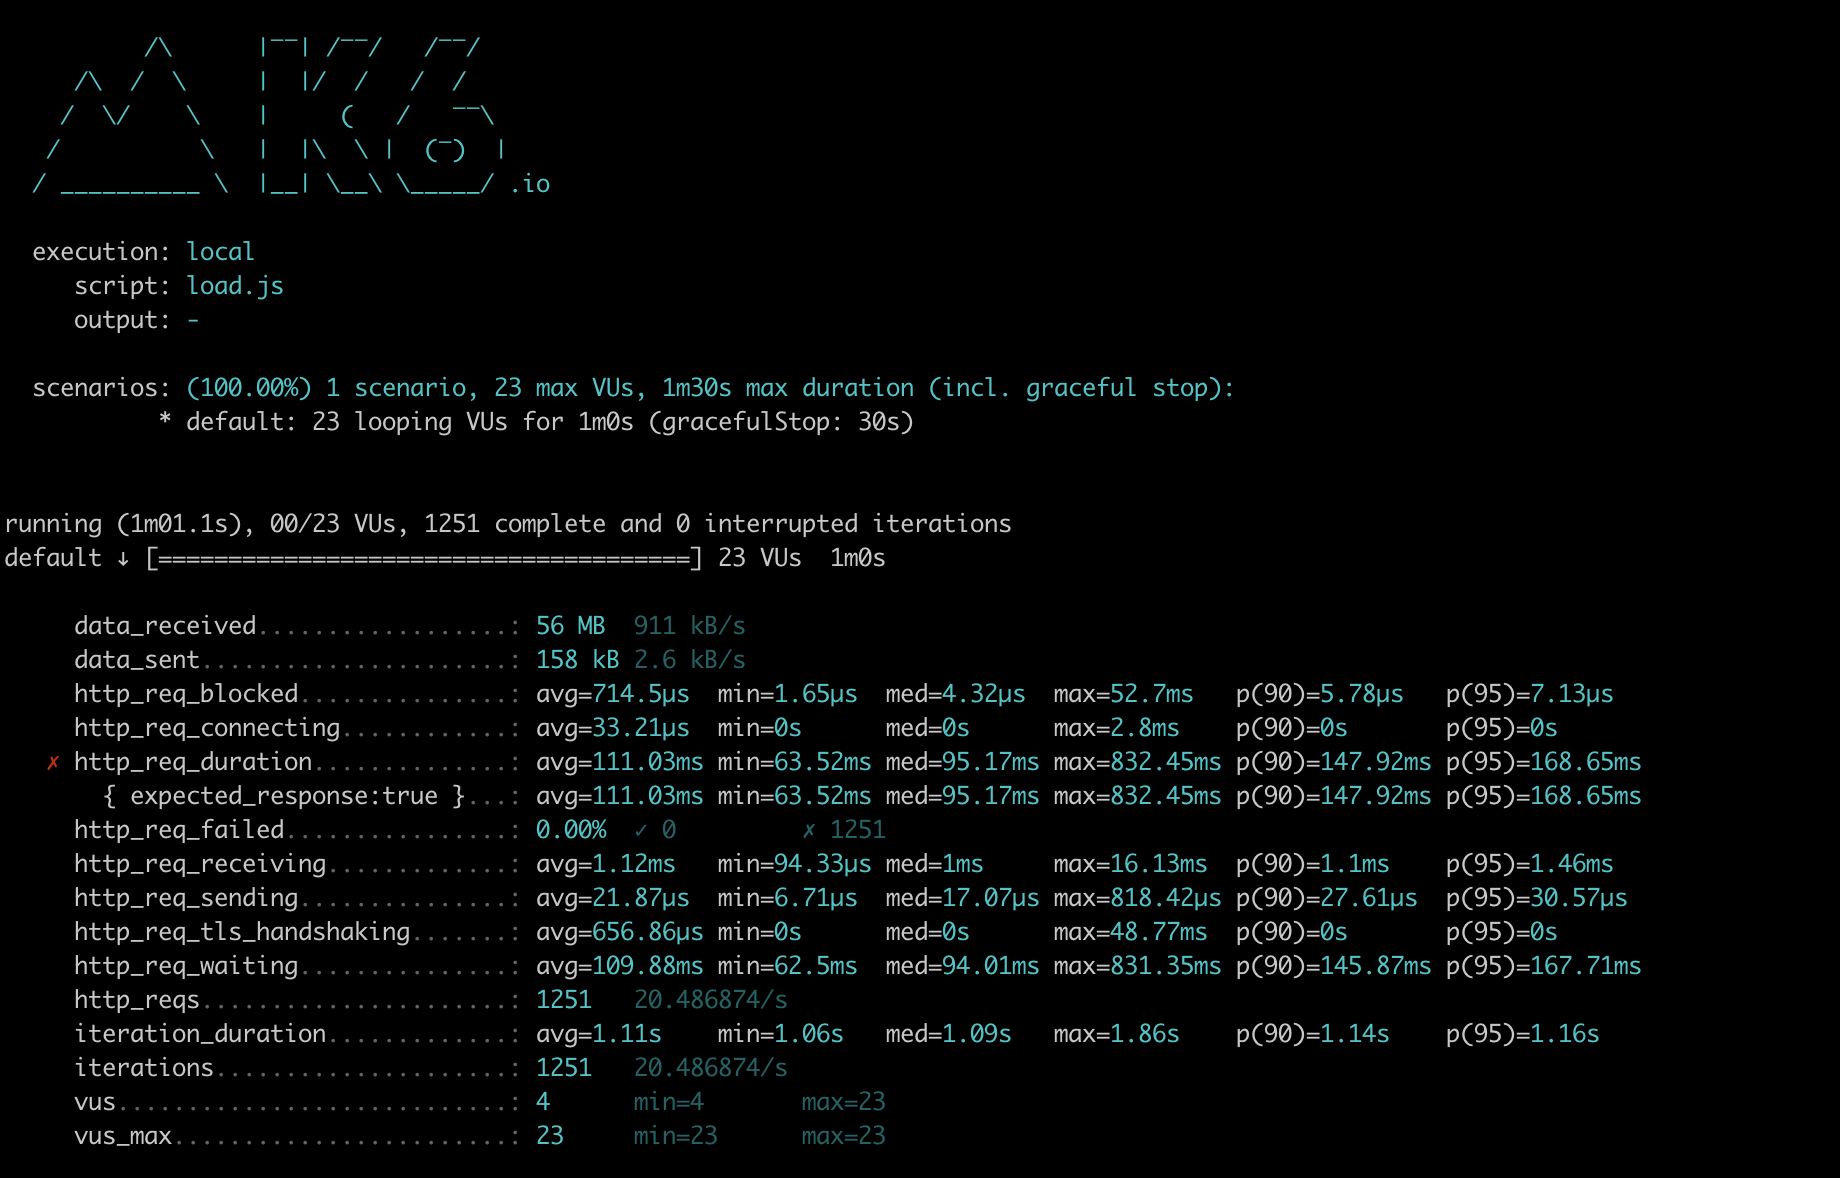 /\      |‾‾| /‾‾/   /‾‾/
    /\  /  \     |  |/  /   /  /
   /  \/    \    |     (   /   ‾‾\
  /          \   |  |\  \ |  (‾)  |
 / __________ \  |__| \__\ \_____/ .io
execution: local
script: load.js
output: -
scenarios: (100.00%) 1 scenario, 23 max VUs, 1m30s max duration (incl. graceful stop):
* default: 23 looping VUs for 1m0s (gracefulStop: 30s)
running (1m01.1s), 00/23 VUs, 1251 complete and 0 interrupted iterations
default ↓ [======================================] 23 VUs  1m0s
data_received..................: 56 MB  911 kB/s
data_sent......................: 158 kB 2.6 kB/s
http_req_blocked...............: avg=714.5µs  min=1.65µs  med=4.32µs  max=52.7ms   p(90)=5.78µs   p(95)=7.13µs
http_req_connecting............: avg=33.21µs  min=0s      med=0s      max=2.8ms    p(90)=0s       p(95)=0s
✗ http_req_duration..............: avg=111.03ms min=63.52ms med=95.17ms max=832.45ms p(90)=147.92ms p(95)=168.65ms
{ expected_response:true }...: avg=111.03ms min=63.52ms med=95.17ms max=832.45ms p(90)=147.92ms p(95)=168.65ms
http_req_failed................: 0.00%  ✓ 0         ✗ 1251
http_req_receiving.............: avg=1.12ms   min=94.33µs med=1ms     max=16.13ms  p(90)=1.1ms    p(95)=1.46ms
http_req_sending...............: avg=21.87µs  min=6.71µs  med=17.07µs max=818.42µs p(90)=27.61µs  p(95)=30.57µs
http_req_tls_handshaking.......: avg=656.86µs min=0s      med=0s      max=48.77ms  p(90)=0s       p(95)=0s
http_req_waiting...............: avg=109.88ms min=62.5ms  med=94.01ms max=831.35ms p(90)=145.87ms p(95)=167.71ms
http_reqs......................: 1251   20.486874/s
iteration_duration.............: avg=1.11s    min=1.06s   med=1.09s   max=1.86s    p(90)=1.14s    p(95)=1.16s
iterations.....................: 1251   20.486874/s
vus............................: 4      min=4       max=23
vus_max........................: 23     min=23      max=23